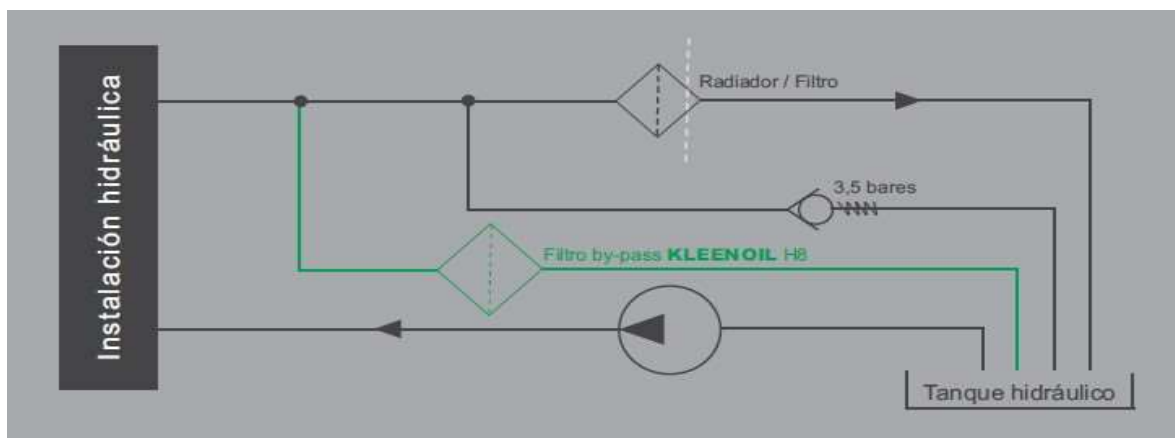 Instalación hidráulica
Radiador / Filtro
3,5 bares
Filtro by-pass KLEENOIL H8
Tanque hidráulico